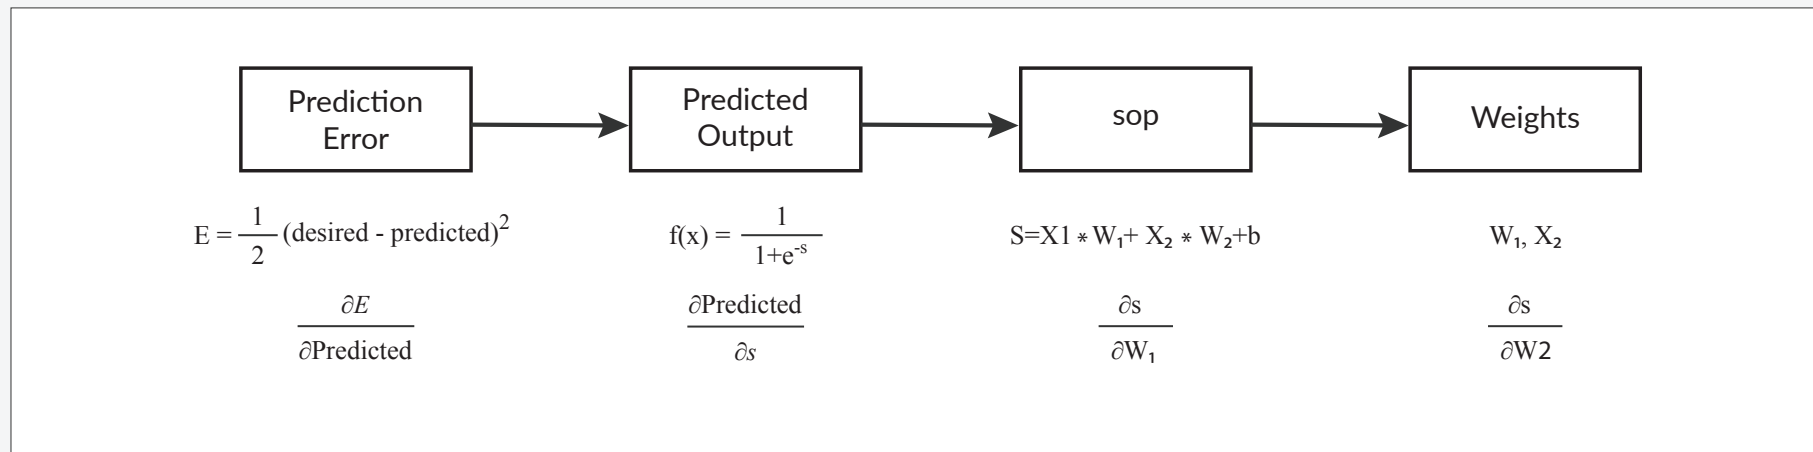 Prediction
Error
Predicted
Output
sop
Weights
E = 1/2 (desired - predicted)²
f(x) = 1/1+e⁻ˢ
S=X1 * W₁+ X₂ * W₂+b
W₁, X₂
∂E/∂Predicted
∂Predicted/∂s
∂s/∂W₁
∂s/∂W2